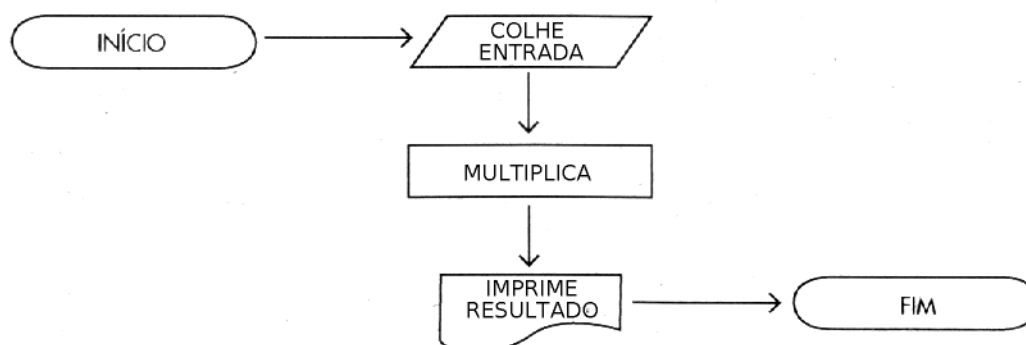 INÍCIO
COLHE
ENTRADA
MULTIPLICA
IMPRIME
RESULTADO
FIM